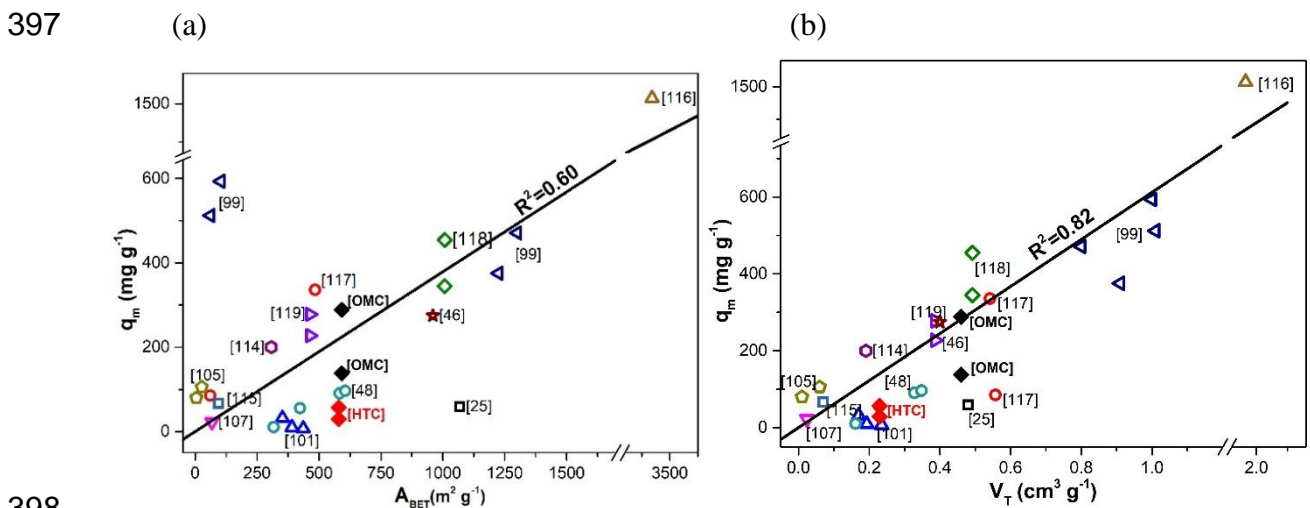 397
(a)
(b)
1500
600
400
200
0
q_m (mg g⁻¹)
[99]
[117]
[119]
[114]
[105]
[115]
[107]
[101]
[118]
[99]
[OMC]
[46]
[OMC]
[48]
[HTC]
[25]
[116]
R²=0.60
0 250 500 750 1000 1250 1500 3500
A_BET(m² g⁻¹)
1500
600
400
200
0
q_m (mg g⁻¹)
[116]
R²=0.82
[99]
[118]
[117]
[119]
[OMC]
[114]
[46]
[105]
[48]
[OMC]
[115]
[HTC]
[25]
[117]
[107]
[101]
0.0 0.2 0.4 0.6 0.8 1.0 2.0
V_T (cm³ g⁻¹)
398